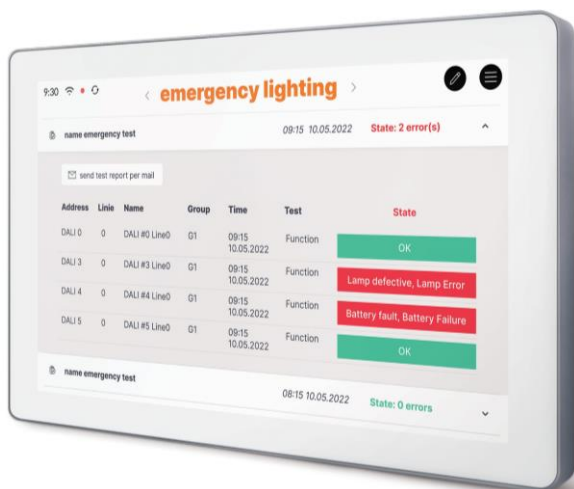 9:30
emergency lighting
name emergency test 09:15 10.05.2022 State: 2 error(s)
send test report per mail
Address Linie Name Group Time Test State
DALI 0 0 DALI #0 Line0 G1 09:15 10.05.2022 Function OK
DALI 3 0 DALI #3 Line0 G1 09:15 10.05.2022 Function Lamp defective, Lamp Error
DALI 4 0 DALI #4 Line0 G1 09:15 10.05.2022 Function Battery fault, Battery Failure
DALI 5 0 DALI #5 Line0 G1 09:15 10.05.2022 Function OK
name emergency test 08:15 10.05.2022 State: 0 errors